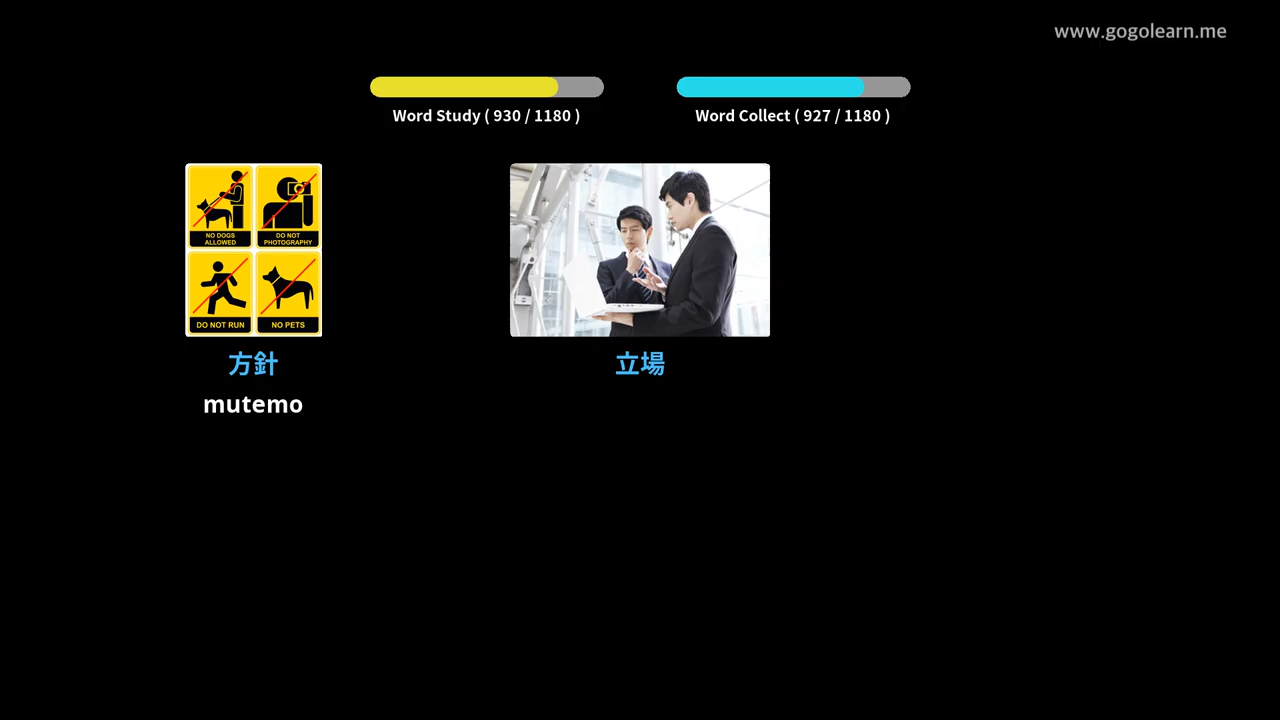 www.gogolearn.me
Word Study ( 930 / 1180 )
Word Collect ( 927 / 1180 )
NO DOGS
ALLOWED
DO NOT
PHOTOGRAPHY
DO NOT RUN
NO PETS
方針
mutemo
立場